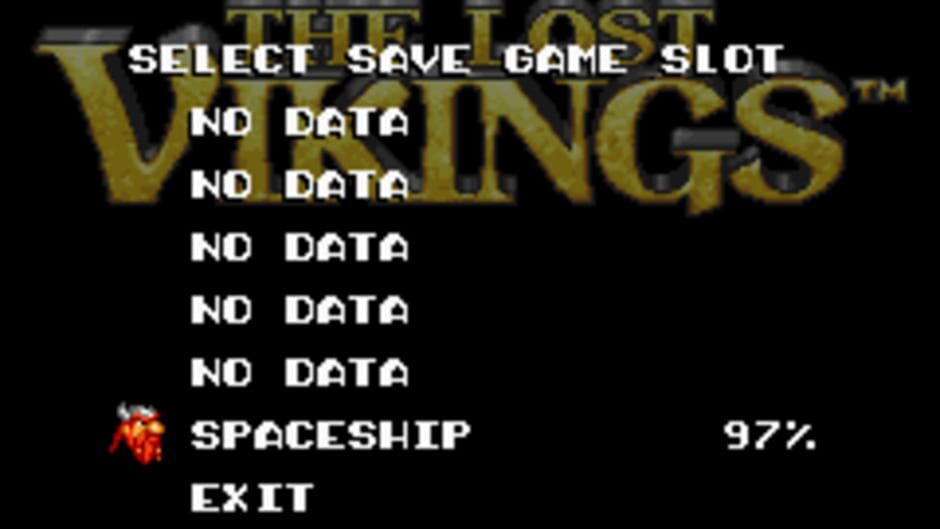 THE LOST
VIKINGS™
SELECT SAVE GAME SLOT
NO DATA
NO DATA
NO DATA
NO DATA
NO DATA
SPACESHIP 97%
EXIT